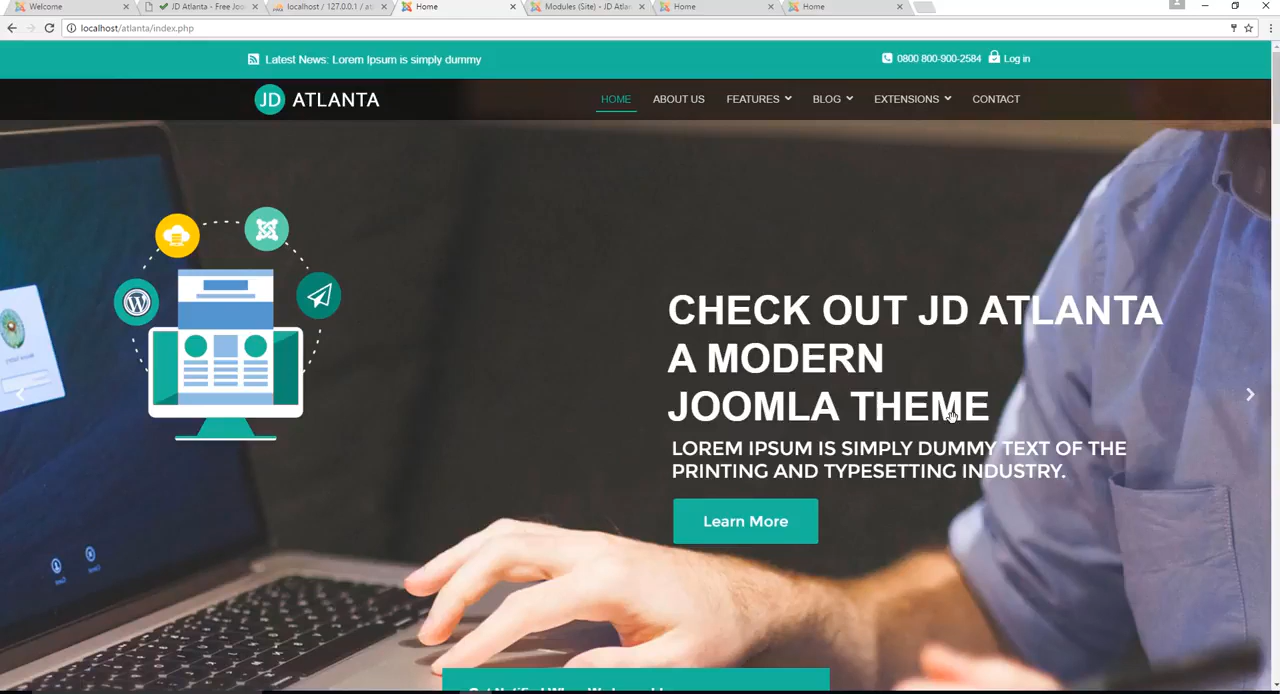 Welcome
JD Atlanta - Free Joo
localhost / 127.0.0.1 / atl
Home
Modules (Site) - JD Atlan
Home
Home
localhost/atlanta/index.php
Latest News: Lorem Ipsum is simply dummy
0800 800-900-2584 Log in
JD ATLANTA
HOME ABOUT US FEATURES BLOG EXTENSIONS CONTACT
CHECK OUT JD ATLANTA
A MODERN
JOOMLA THEME
LOREM IPSUM IS SIMPLY DUMMY TEXT OF THE
PRINTING AND TYPESETTING INDUSTRY.
Learn More